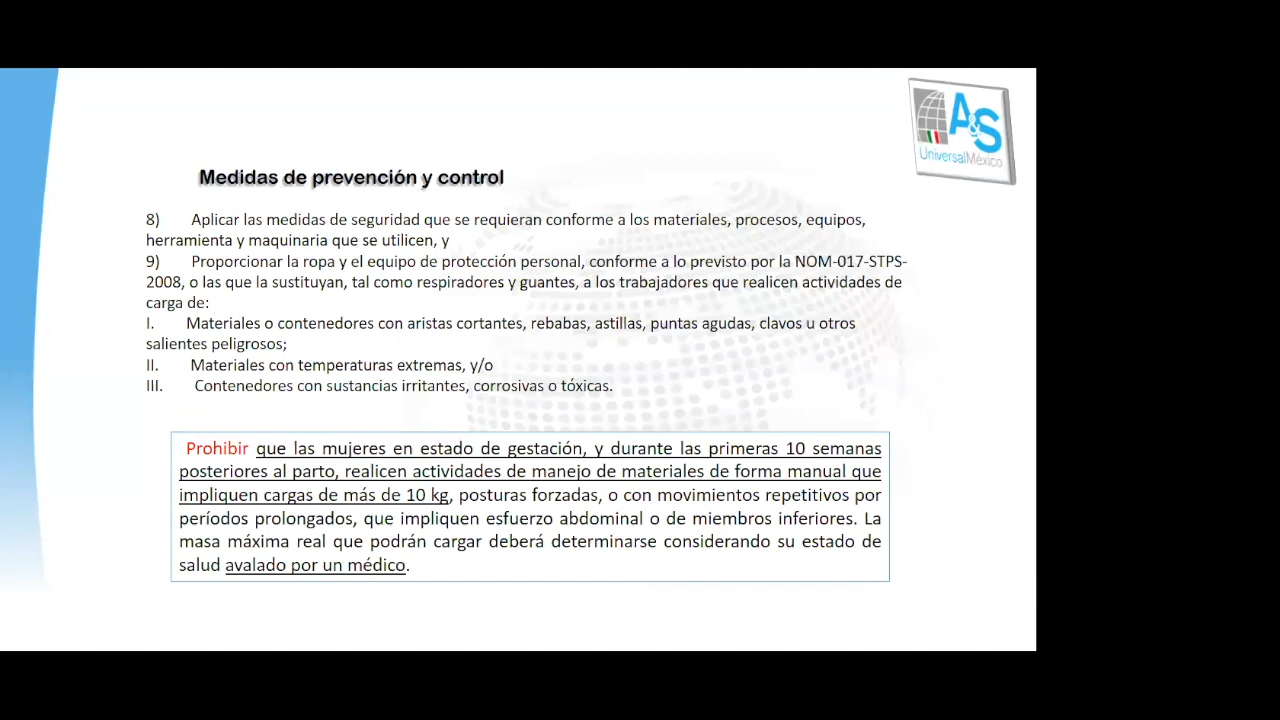 A&S
UniversalMéxico
Medidas de prevención y control
8) Aplicar las medidas de seguridad que se requieran conforme a los materiales, procesos, equipos,
herramienta y maquinaria que se utilicen, y
9) Proporcionar la ropa y el equipo de protección personal, conforme a lo previsto por la NOM-017-STPS-
2008, o las que la sustituyan, tal como respiradores y guantes, a los trabajadores que realicen actividades de
carga de:
I. Materiales o contenedores con aristas cortantes, rebabas, astillas, puntas agudas, clavos u otros
salientes peligrosos;
II. Materiales con temperaturas extremas, y/o
III. Contenedores con sustancias irritantes, corrosivas o tóxicas.
Prohibir que las mujeres en estado de gestación, y durante las primeras 10 semanas
posteriores al parto, realicen actividades de manejo de materiales de forma manual que
impliquen cargas de más de 10 kg, posturas forzadas, o con movimientos repetitivos por
períodos prolongados, que impliquen esfuerzo abdominal o de miembros inferiores. La
masa máxima real que podrán cargar deberá determinarse considerando su estado de
salud avalado por un médico.